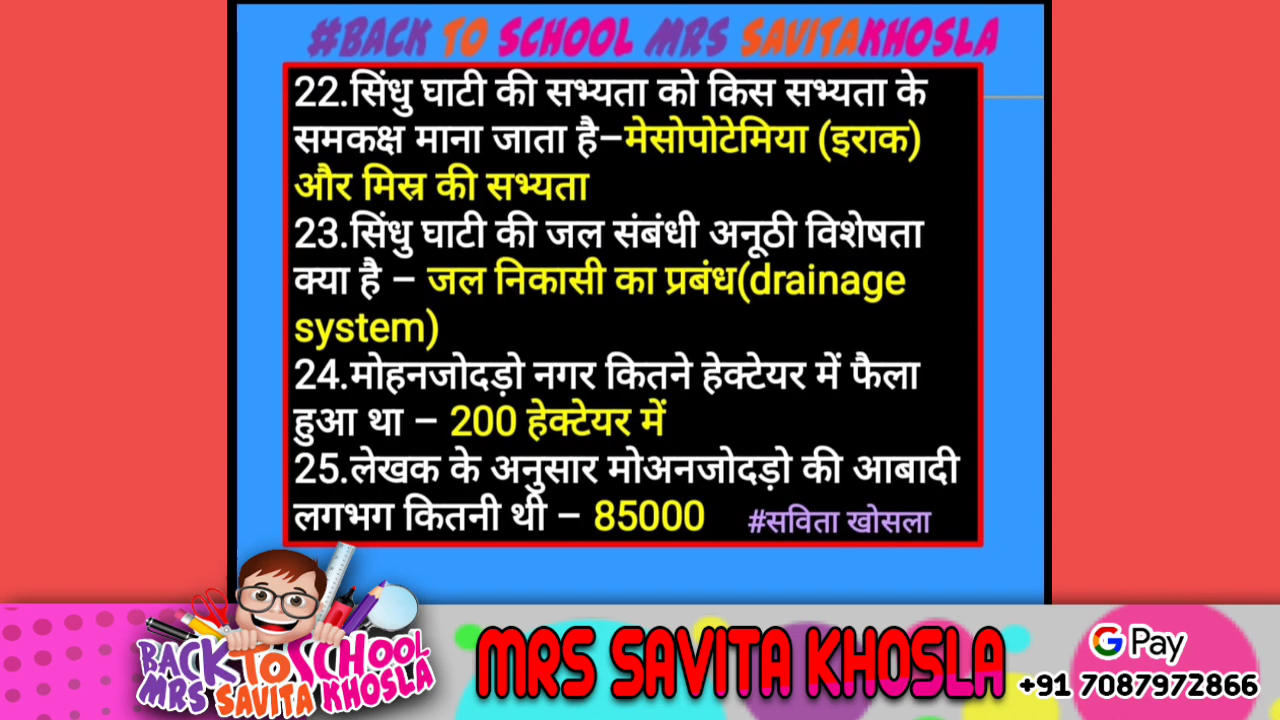 #BACK TO SCHOOL MRS SAVITAKHOSLA
22.सिंधु घाटी की सभ्यता को किस सभ्यता के
समकक्ष माना जाता है–मेसोपोटेमिया (इराक)
और मिस्र की सभ्यता
23.सिंधु घाटी की जल संबंधी अनूठी विशेषता
क्या है – जल निकासी का प्रबंध(drainage
system)
24.मोहनजोदड़ो नगर कितने हेक्टेयर में फैला
हुआ था – 200 हेक्टेयर में
25.लेखक के अनुसार मोअनजोदड़ो की आबादी
लगभग कितनी थी – 85000 #सविता खोसला
BACK TO SCHOOL
MRS SAVITA KHOSLA
MRS SAVITA KHOSLA
G Pay
+91 7087972866